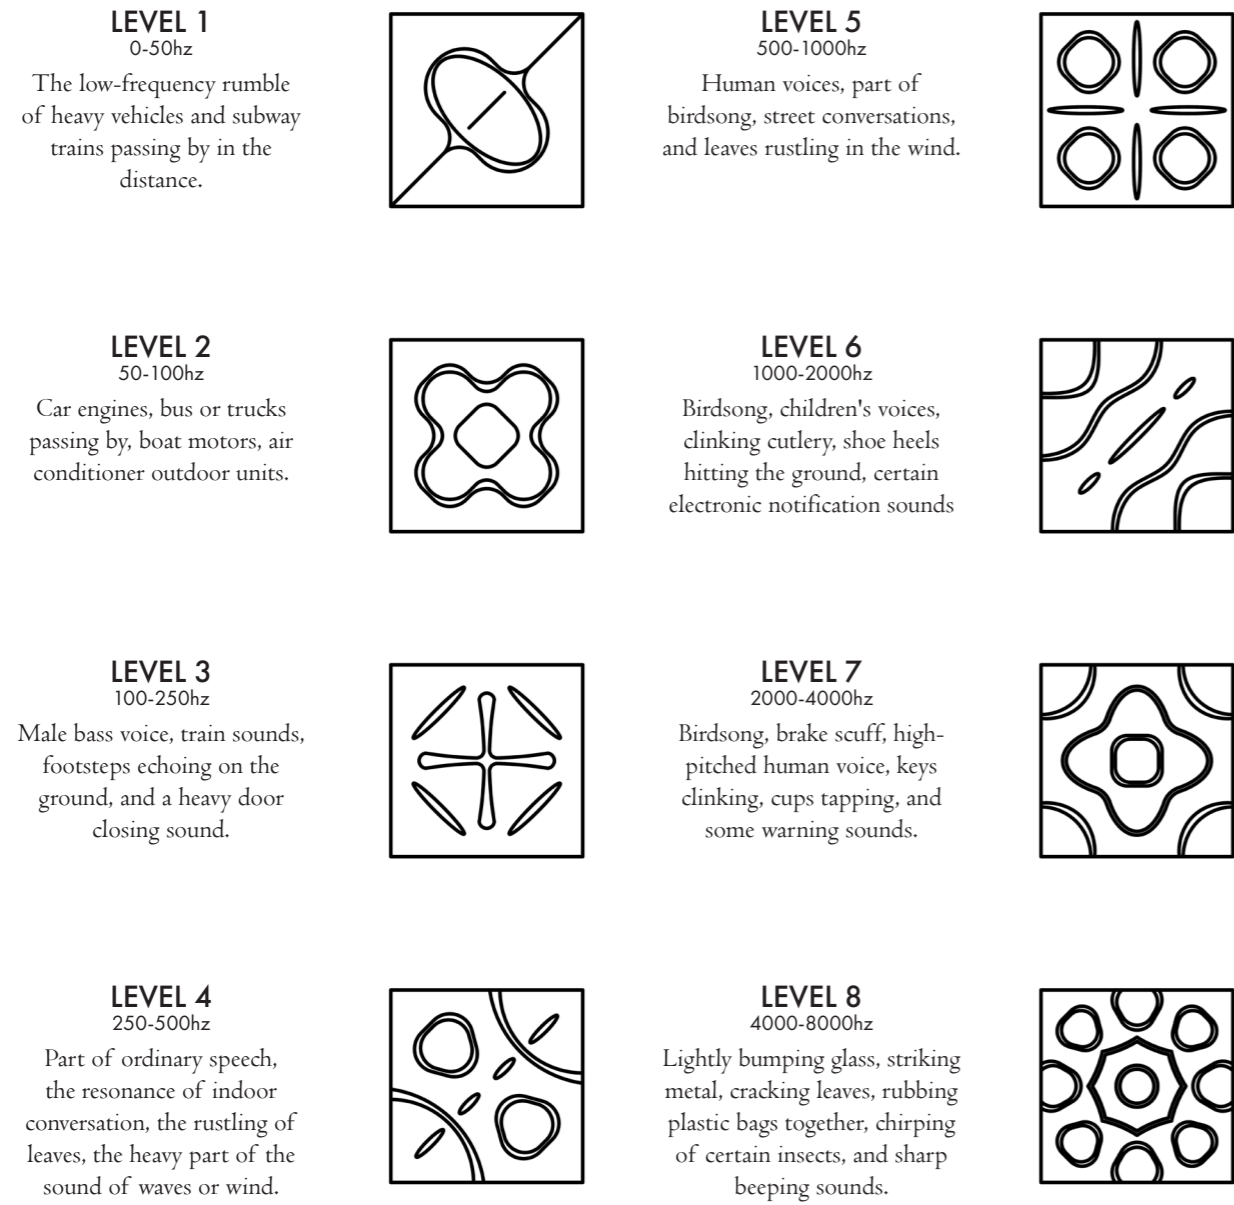 LEVEL 1
0-50hz
The low-frequency rumble
of heavy vehicles and subway
trains passing by in the
distance.
LEVEL 2
50-100hz
Car engines, bus or trucks
passing by, boat motors, air
conditioner outdoor units.
LEVEL 3
100-250hz
Male bass voice, train sounds,
footsteps echoing on the
ground, and a heavy door
closing sound.
LEVEL 4
250-500hz
Part of ordinary speech,
the resonance of indoor
conversation, the rustling of
leaves, the heavy part of the
sound of waves or wind.
LEVEL 5
500-1000hz
Human voices, part of
birdsong, street conversations,
and leaves rustling in the wind.
LEVEL 6
1000-2000hz
Birdsong, children's voices,
clinking cutlery, shoe heels
hitting the ground, certain
electronic notification sounds
LEVEL 7
2000-4000hz
Birdsong, brake scuff, high-
pitched human voice, keys
clinking, cups tapping, and
some warning sounds.
LEVEL 8
4000-8000hz
Lightly bumping glass, striking
metal, cracking leaves, rubbing
plastic bags together, chirping
of certain insects, and sharp
beeping sounds.